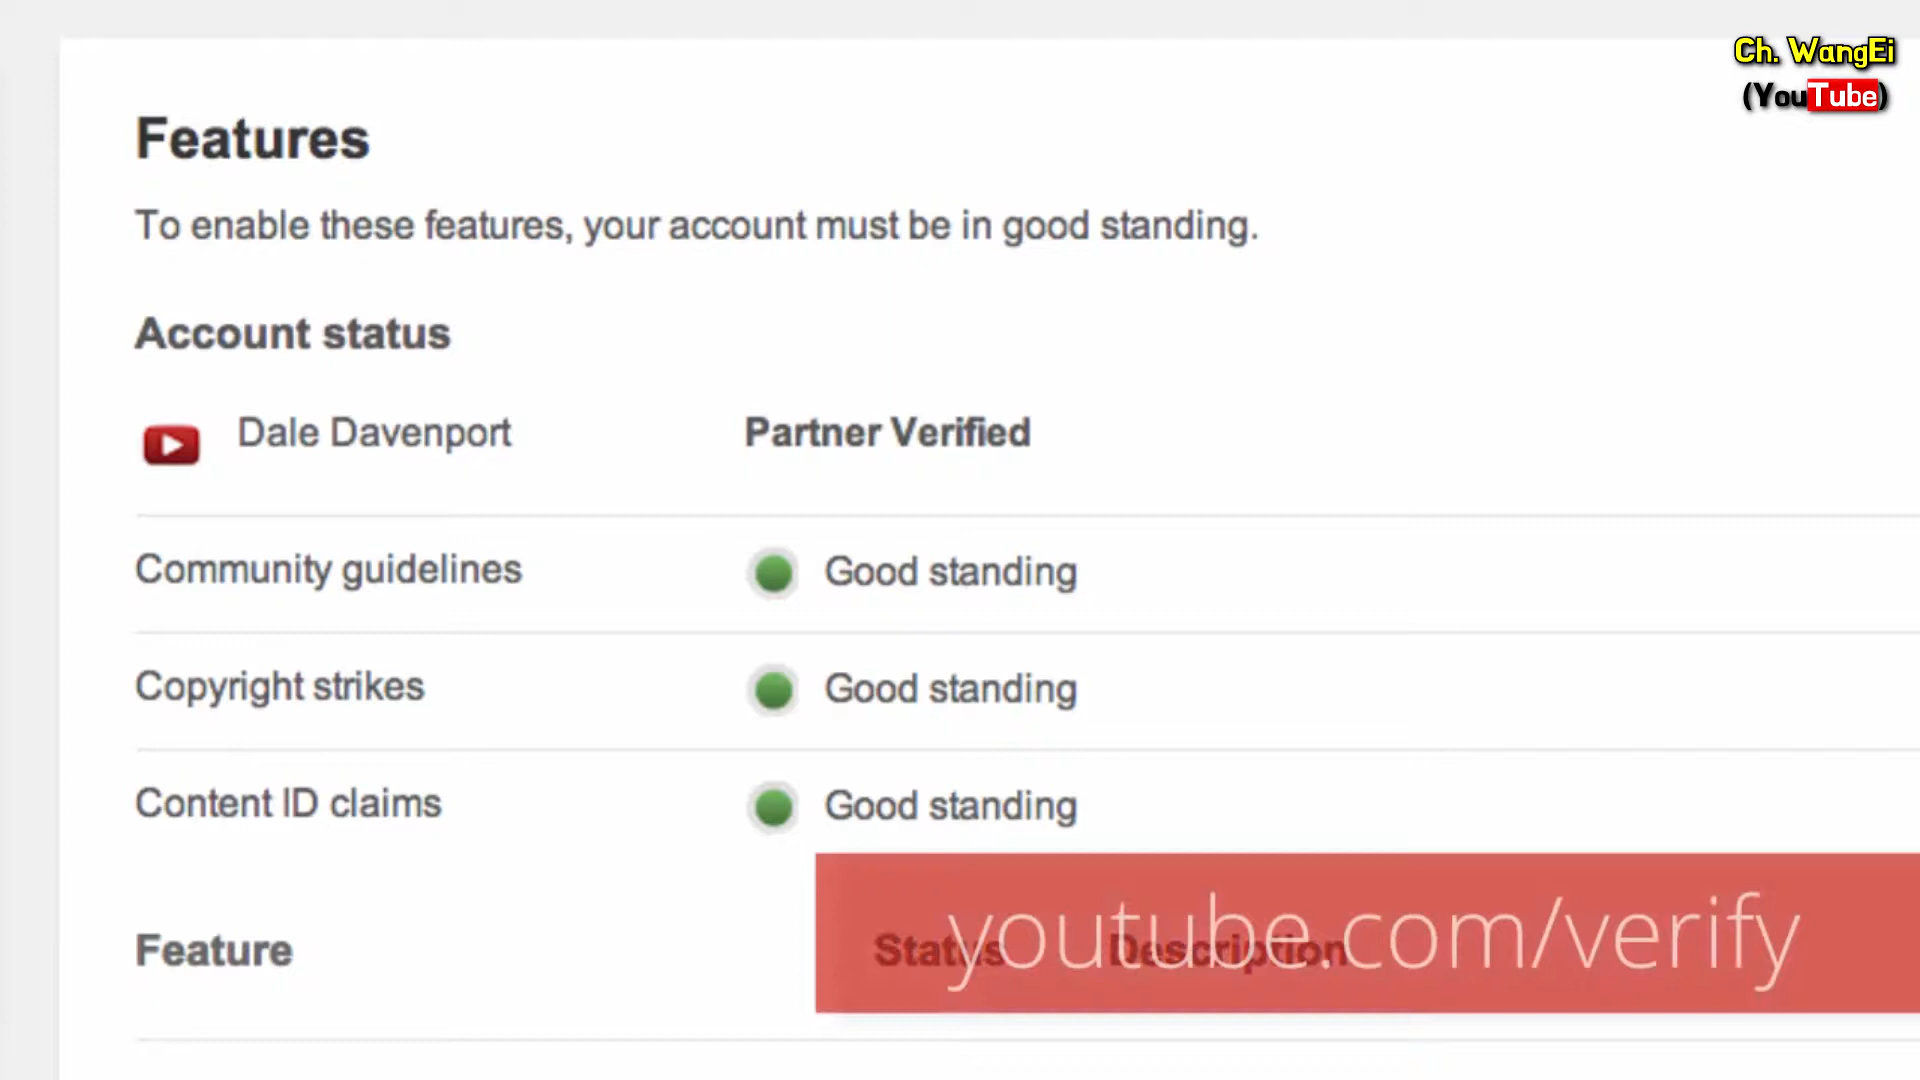 Ch. WangEi
(YouTube)
Features
To enable these features, your account must be in good standing.
Account status
Dale Davenport Partner Verified
Community guidelines Good standing
Copyright strikes Good standing
Content ID claims Good standing
Feature Status Description
youtube.com/verify